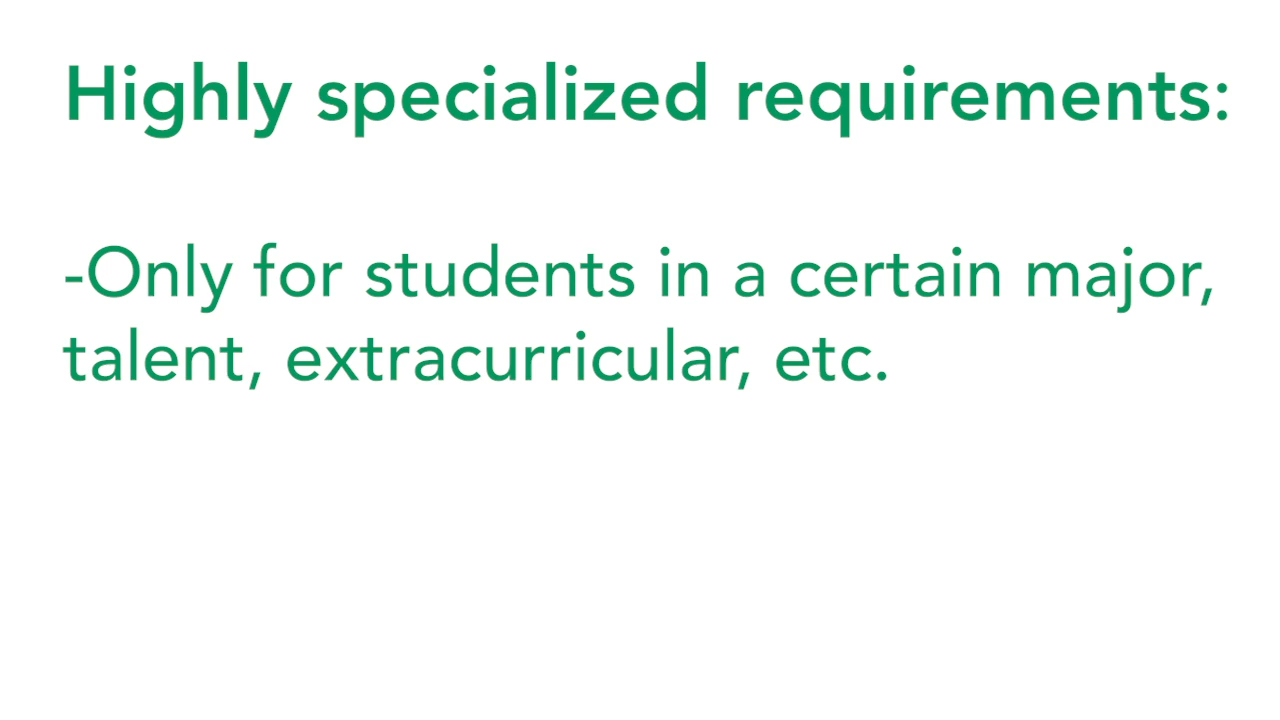 Highly specialized requirements:
-Only for students in a certain major,
talent, extracurricular, etc.